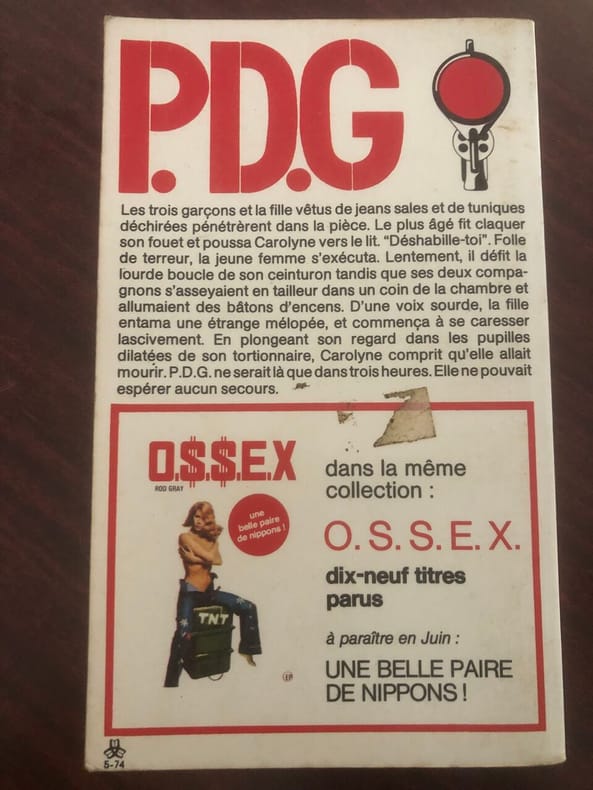 P.D.G
Les trois garçons et la fille vêtus de jeans sales et de tuniques
déchirées pénétrèrent dans la pièce. Le plus âgé fit claquer
son fouet et poussa Carolyne vers le lit. "Déshabille-toi". Folle
de terreur, la jeune femme s'exécuta. Lentement, il défit la
lourde boucle de son ceinturon tandis que ses deux compa-
gnons s'asseyaient en tailleur dans un coin de la chambre et
allumaient des bâtons d'encens. D'une voix sourde, la fille
entama une étrange mélopée, et commença à se caresser
lascivement. En plongeant son regard dans les pupilles
dilatées de son tortionnaire, Carolyne comprit qu'elle allait
mourir. P.D.G. ne serait là que dans trois heures. Elle ne pouvait
espérer aucun secours.
O.$.$.E.X
ROD GRAY
une
belle paire
de nippons !
TNT
dans la même
collection :
O. S. S. E. X.
dix-neuf titres
parus
à paraître en Juin :
UNE BELLE PAIRE
DE NIPPONS !
5-74